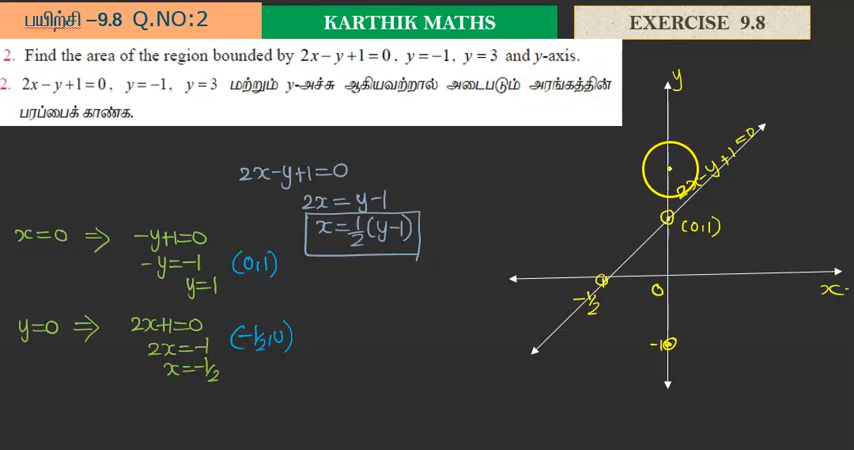 பயிற்சி –9.8 Q.NO:2
KARTHIK MATHS
EXERCISE 9.8
2. Find the area of the region bounded by 2x − y + 1 = 0, y = −1, y = 3 and y-axis.
2. 2x − y + 1 = 0, y = −1, y = 3 மற்றும் y-அச்சு ஆகியவற்றால் அடைபடும் அரங்கத்தின்
பரப்பைக் காண்க.
2x-y+1=0
2x = y-1
x = 1/2 (y-1)
x=0 ⇒ -y+1=0
-y=-1
y=1
(0,1)
y=0 ⇒ 2x+1=0
2x=-1
x=-1/2
(-1/2,0)
y
2x-y+1=0
(0,1)
-1/2
0
x
-1